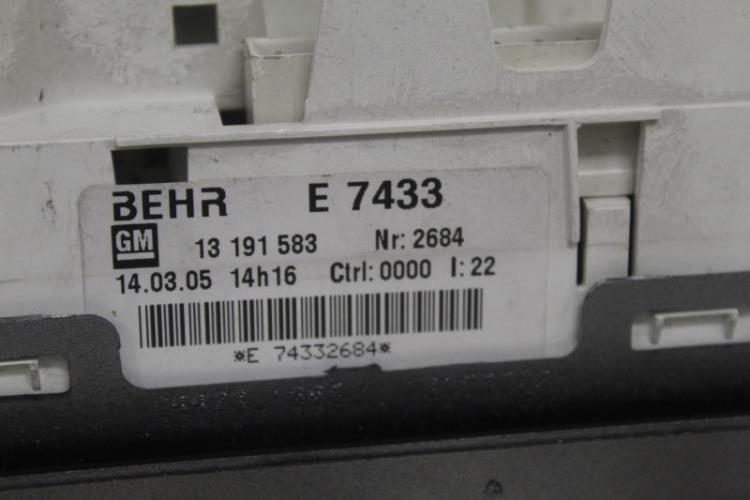 BEHR E 7433
GM 13 191 583 Nr: 2684
14.03.05 14h16 Ctrl: 0000 I: 22
*E 74332684*